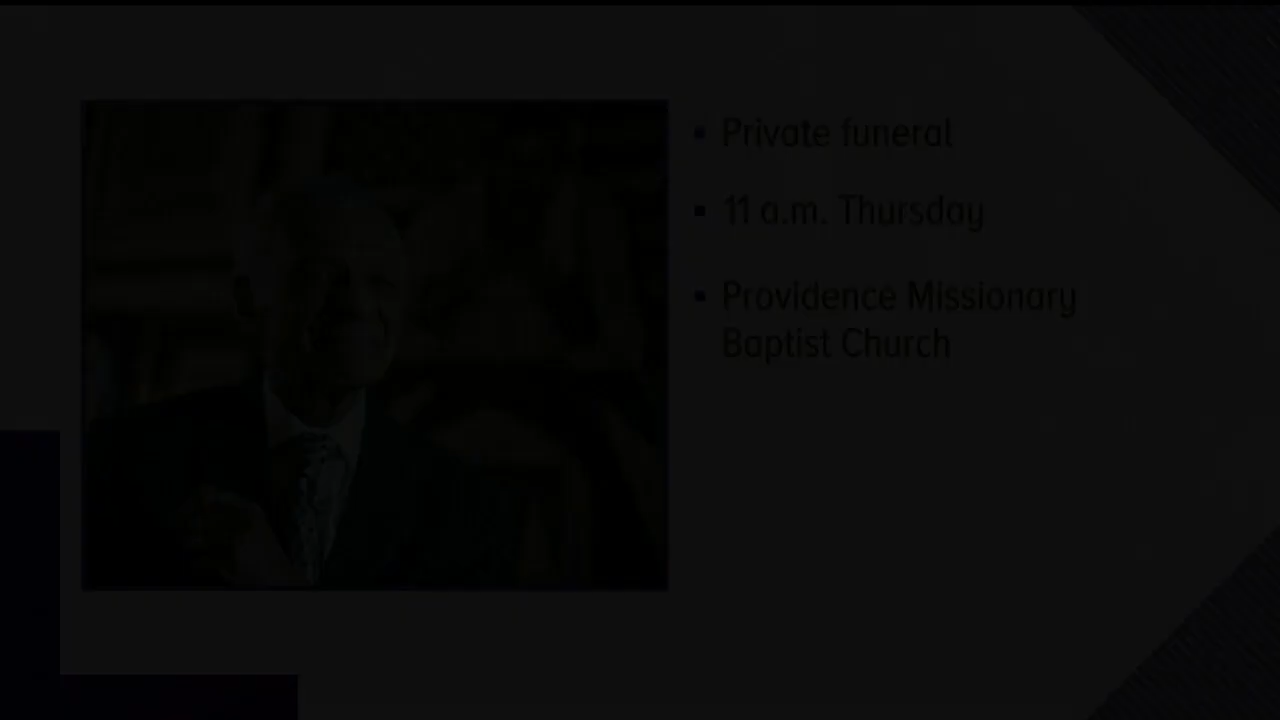 Private funeral
11 a.m. Thursday
Providence Missionary
Baptist Church